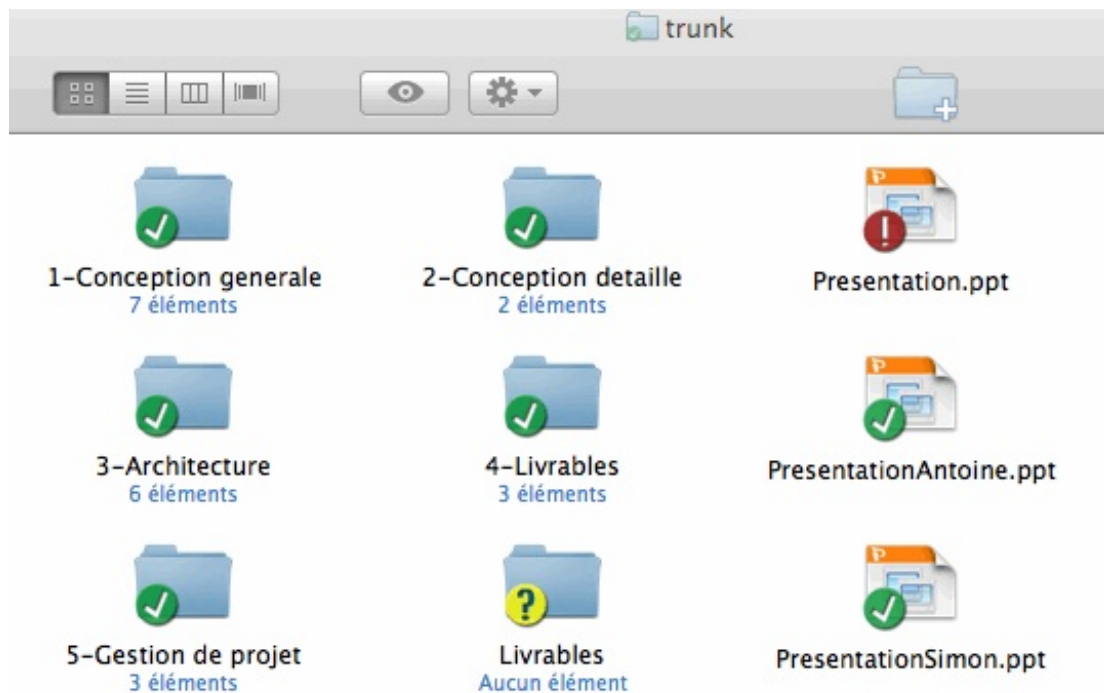 trunk
1-Conception generale
7 éléments
2-Conception detaille
2 éléments
Presentation.ppt
3-Architecture
6 éléments
4-Livrables
3 éléments
PresentationAntoine.ppt
5-Gestion de projet
3 éléments
Livrables
Aucun élément
PresentationSimon.ppt